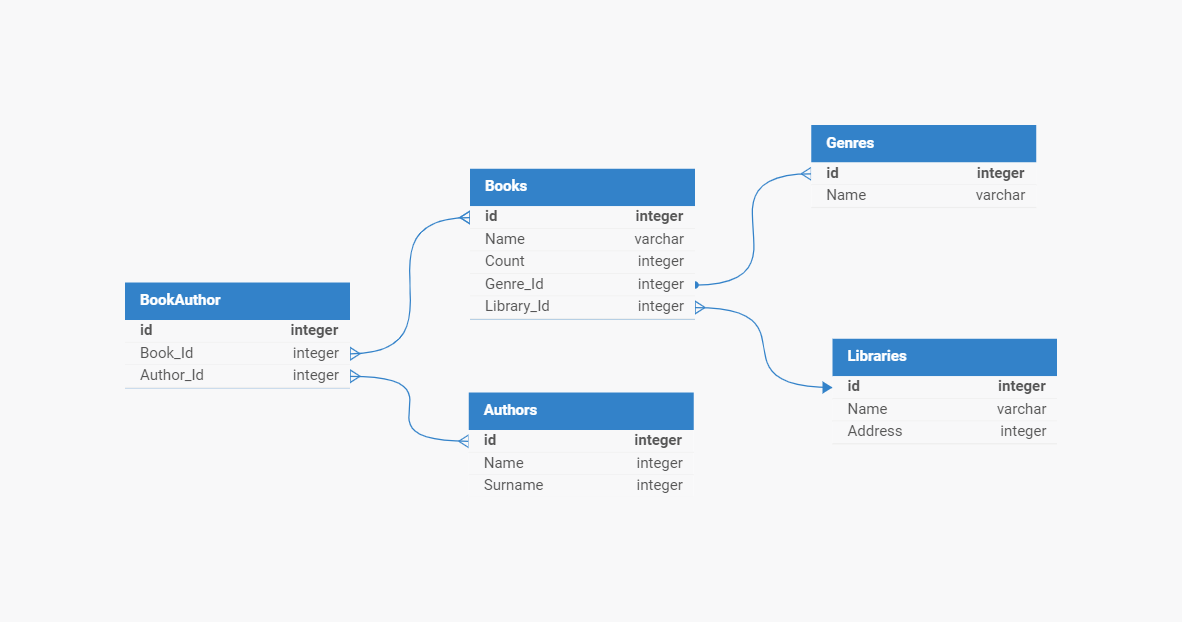 Genres
id integer
Name varchar
Books
id integer
Name varchar
Count integer
Genre_Id integer
Library_Id integer
BookAuthor
id integer
Book_Id integer
Author_Id integer
Libraries
id integer
Name varchar
Address integer
Authors
id integer
Name integer
Surname integer